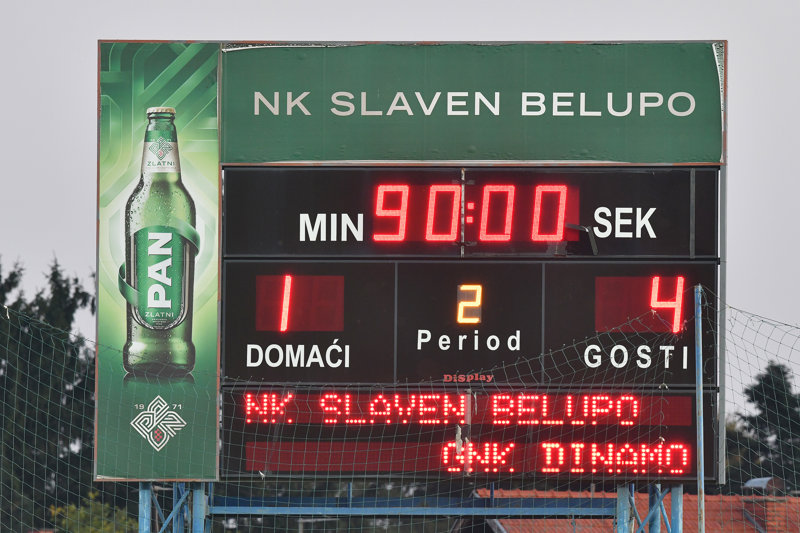 NK SLAVEN BELUPO
ZLATNI
PAN
ZLATNI
1971
MIN 90:00 SEK
1 2 4
DOMAĆI Period GOSTI
Display
NK SLAVEN BELUPO
GNK DINAMO